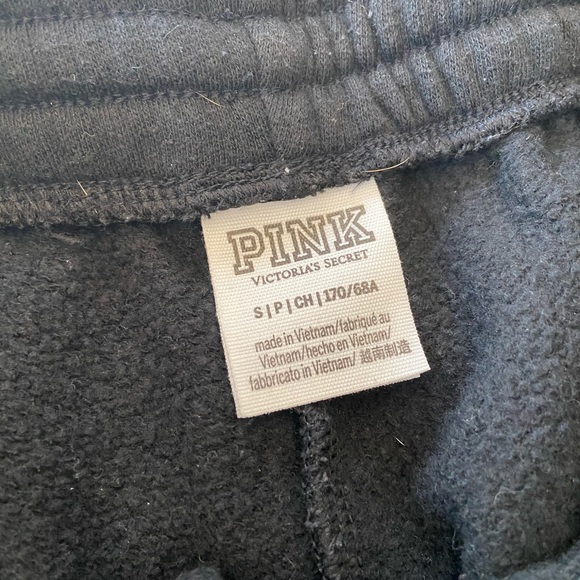 PINK
VICTORIA'S SECRET
S|P|CH|170/68A
made in Vietnam/fabriqué au
Vietnam/hecho en Vietnam/
fabbricato in Vietnam/ 越南制造